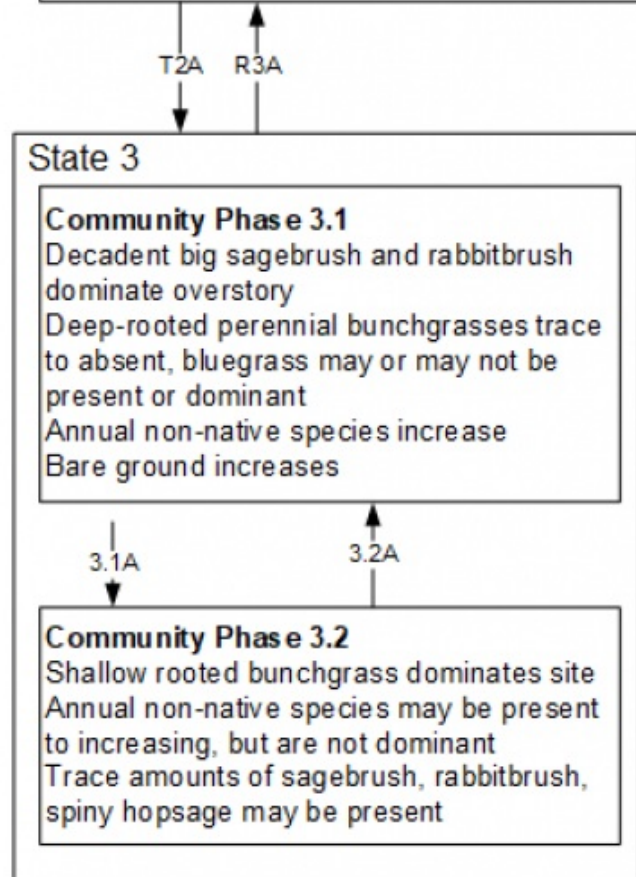 T2A R3A
State 3
Community Phase 3.1
Decadent big sagebrush and rabbitbrush
dominate overstory
Deep-rooted perennial bunchgrasses trace
to absent, bluegrass may or may not be
present or dominant
Annual non-native species increase
Bare ground increases
3.1A 3.2A
Community Phase 3.2
Shallow rooted bunchgrass dominates site
Annual non-native species may be present
to increasing, but are not dominant
Trace amounts of sagebrush, rabbitbrush,
spiny hopsage may be present